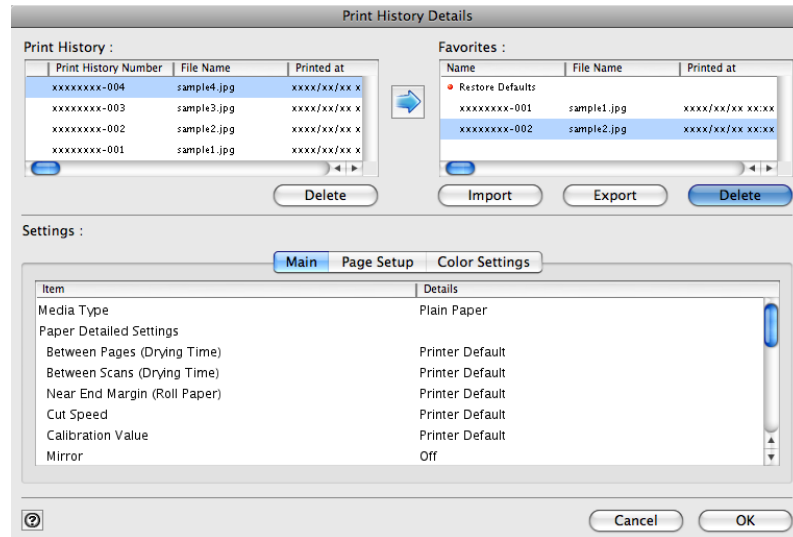 Print History Details
Print History : Favorites :
Print History Number File Name Printed at Name File Name Printed at
xxxxxxxx-004 sample4.jpg xxxx/xx/xx x Restore Defaults
xxxxxxxx-003 sample3.jpg xxxx/xx/xx x xxxxxxxx-001 sample1.jpg xxxx/xx/xx xx:xx
xxxxxxxx-002 sample2.jpg xxxx/xx/xx x xxxxxxxx-002 sample2.jpg xxxx/xx/xx xx:xx
xxxxxxxx-001 sample1.jpg xxxx/xx/xx x
Delete Import Export Delete
Settings :
Main Page Setup Color Settings
Item Details
Media Type Plain Paper
Paper Detailed Settings
Between Pages (Drying Time) Printer Default
Between Scans (Drying Time) Printer Default
Near End Margin (Roll Paper) Printer Default
Cut Speed Printer Default
Calibration Value Printer Default
Mirror Off
? Cancel OK